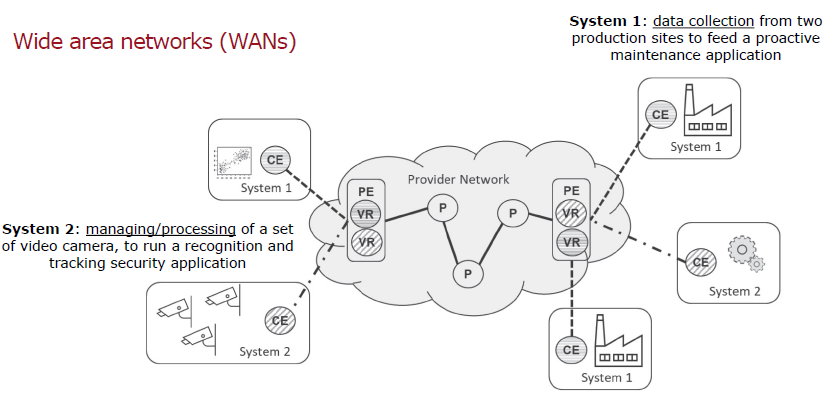 System 1: data collection from two
production sites to feed a proactive
maintenance application
Wide area networks (WANs)
CE
System 1
CE
System 1
Provider Network
PE
VR
VR
P
P
P
PE
VR
VR
System 2: managing/processing of a set
of video camera, to run a recognition and
tracking security application
CE
System 2
CE
System 2
CE
System 1